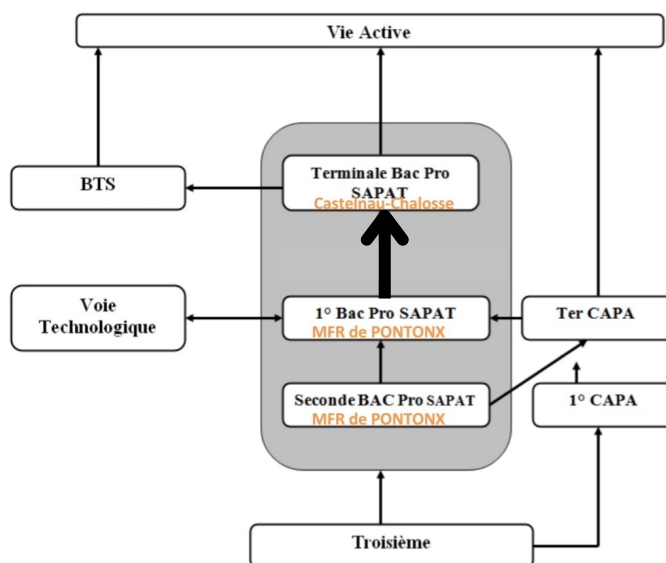 Vie Active
BTS
Terminale Bac Pro
SAPAT
Castelnau-Chalosse
Voie
Technologique
1° Bac Pro SAPAT
MFR de PONTONX
Ter CAPA
Seconde BAC Pro SAPAT
MFR de PONTONX
1° CAPA
Troisième